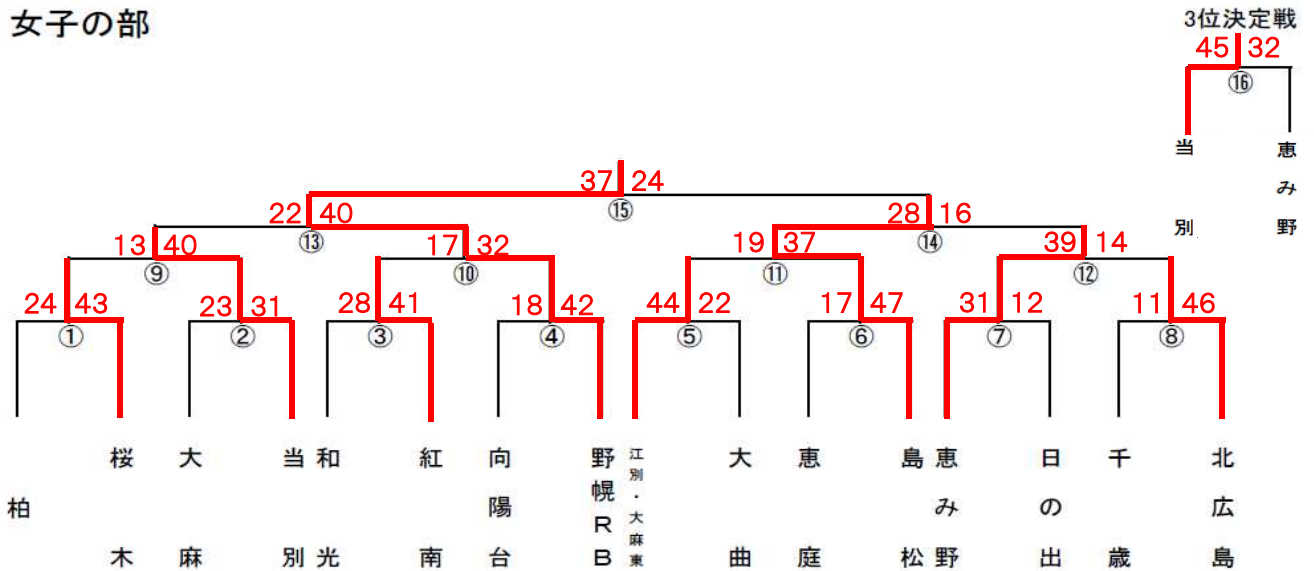 女子の部
3位決定戦
45 32
⑯
当別
恵み野
37 24
⑮
22 40
⑬
28 16
⑭
13 40
⑨
17 32
⑩
19 37
⑪
39 14
⑫
24 43
①
23 31
②
28 41
③
18 42
④
44 22
⑤
17 47
⑥
31 12
⑦
11 46
⑧
柏
桜木
大麻
当別
和光
紅南
向陽台
野幌RB
江別・大麻東
大曲
恵庭
島松
恵み野
日の出
千歳
北広島